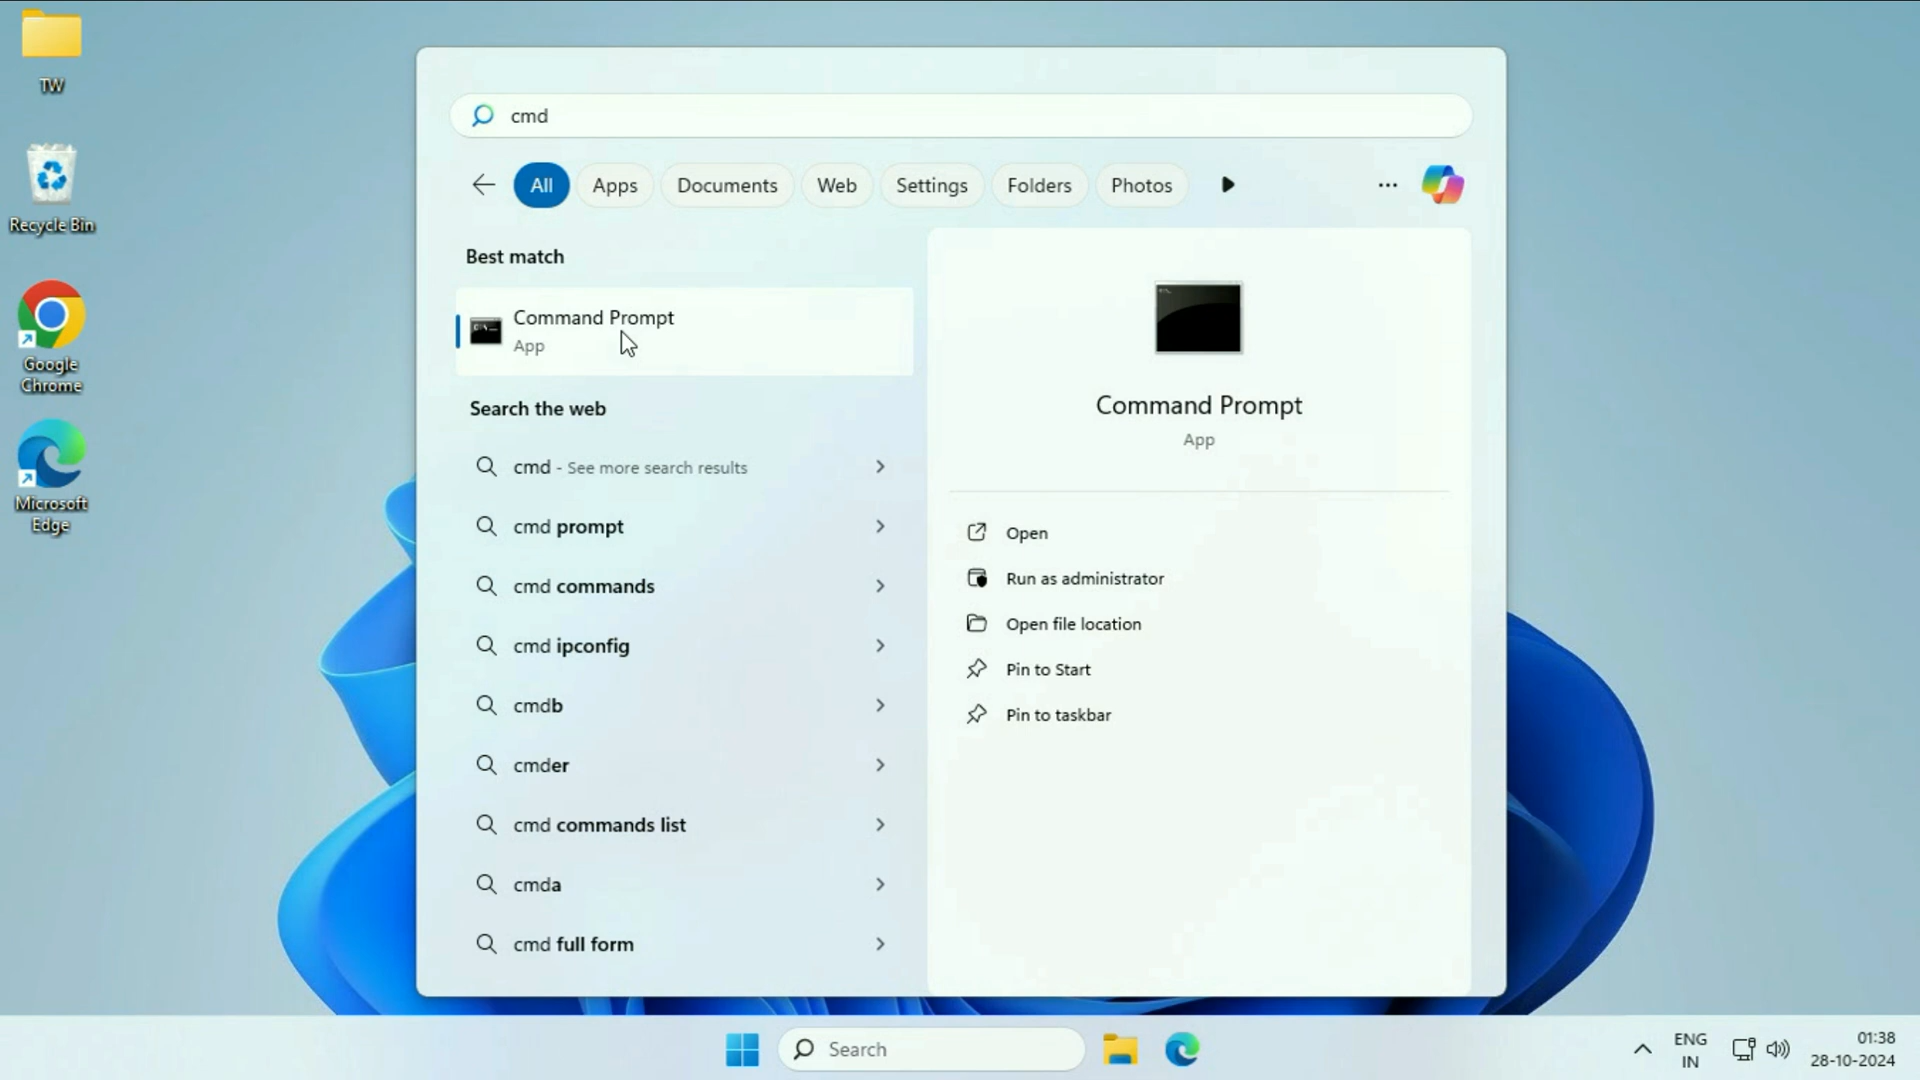 TW
Recycle Bin
Google
Chrome
Microsoft
Edge
cmd
All
Apps
Documents
Web
Settings
Folders
Photos
Best match
Command Prompt
App
Search the web
cmd - See more search results
cmd prompt
cmd commands
cmd ipconfig
cmdb
cmder
cmd commands list
cmda
cmd full form
Command Prompt
App
Open
Run as administrator
Open file location
Pin to Start
Pin to taskbar
Search
ENG
IN
01:38
28-10-2024